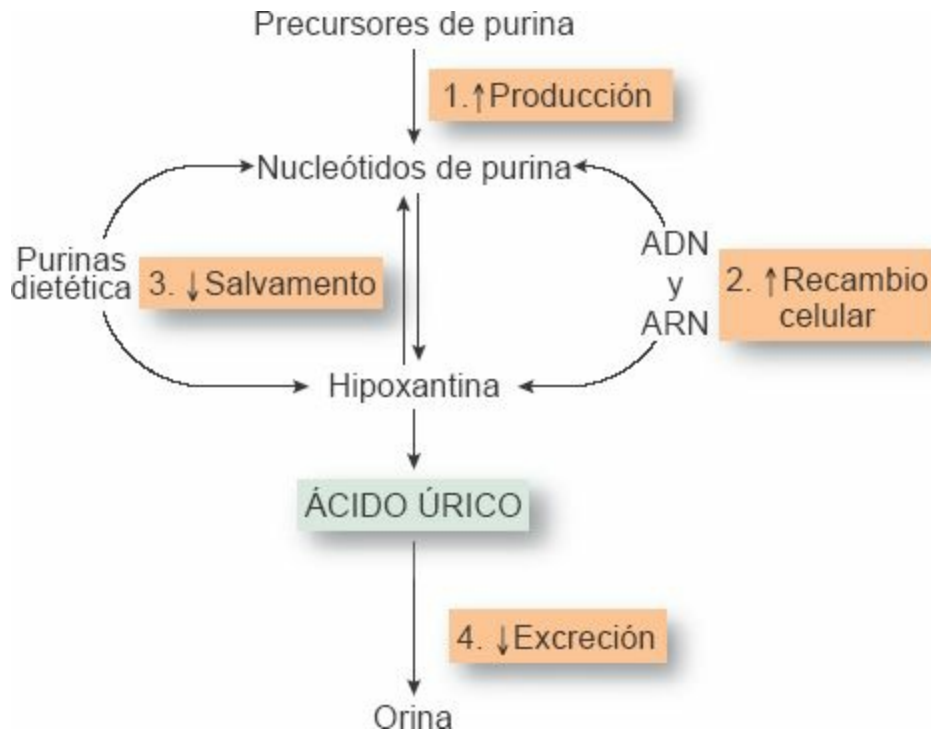 Precursores de purina
1.↑Producción
Nucleótidos de purina
Purinas
dietética
3. ↓Salvamento
ADN
y
ARN
2. ↑Recambio
celular
Hipoxantina
ÁCIDO ÚRICO
4. ↓Excreción
Orina